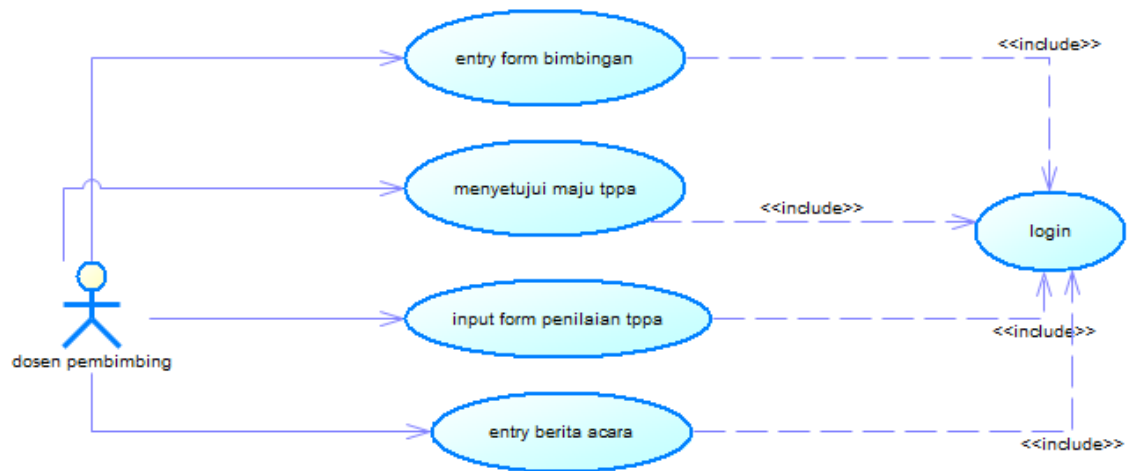 entry form bimbingan
<<include>>
menyetujui maju tppa
<<include>>
login
input form penilaian tppa
<<include>>
dosen pembimbing
entry berita acara
<<include>>